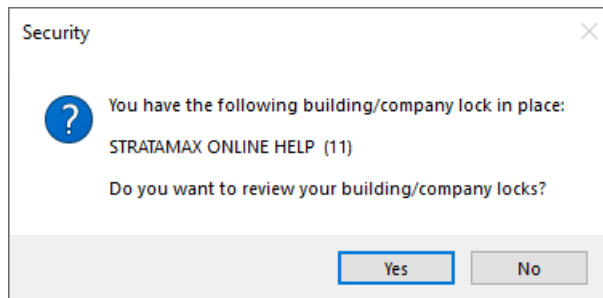 Security
You have the following building/company lock in place:
STRATAMAX ONLINE HELP (11)
Do you want to review your building/company locks?
Yes
No